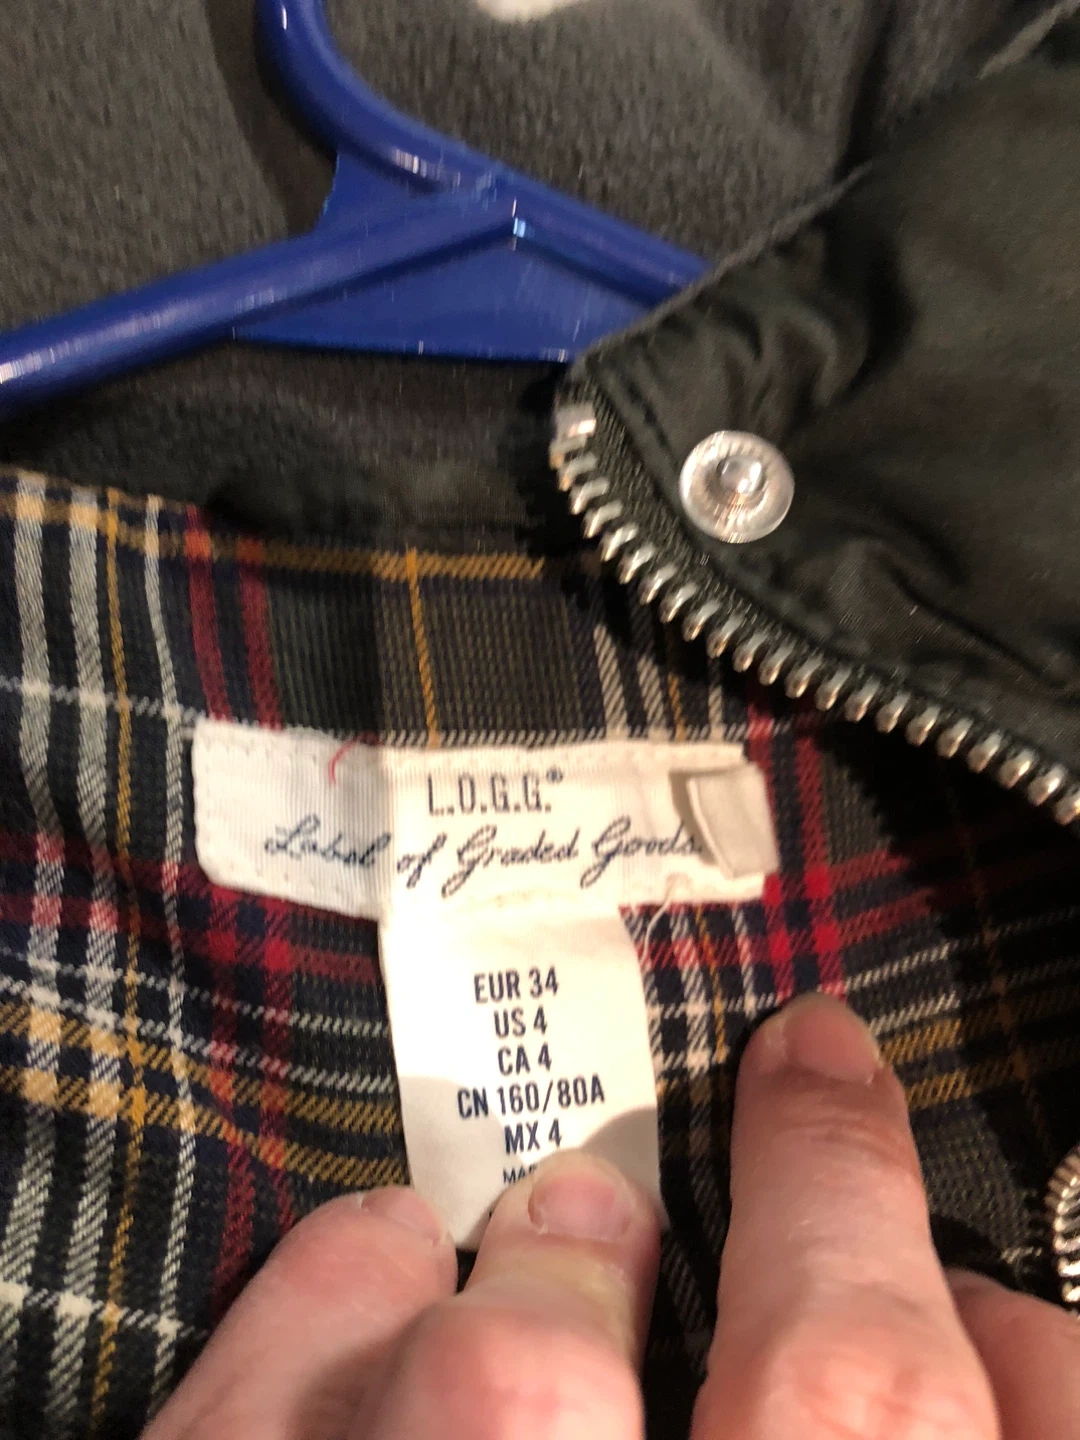 L.O.G.G.®
Label of Graded Goods
EUR 34
US 4
CA 4
CN 160/80A
MX 4